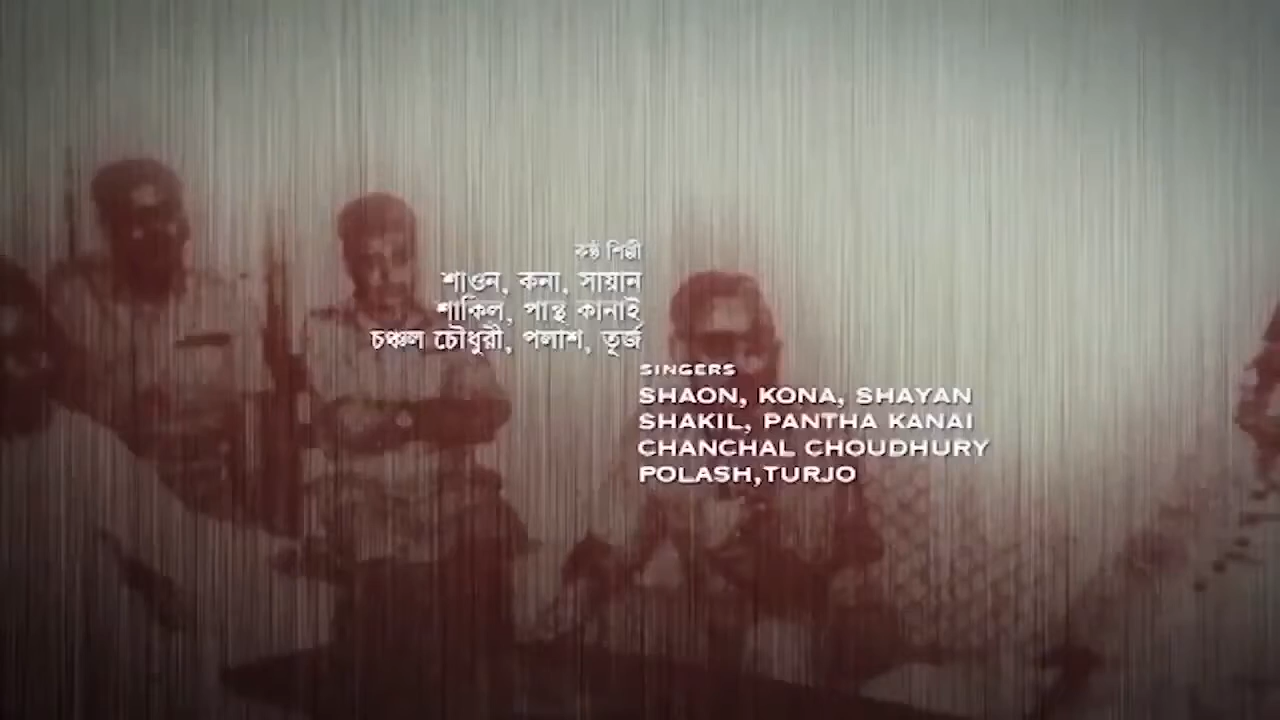 কন্ঠ শিল্পী
শাওন, কনা, সায়ান
শাকিল, পান্থ কানাই
চঞ্চল চৌধুরী, পলাশ, তূর্জ
SINGERS
SHAON, KONA, SHAYAN
SHAKIL, PANTHA KANAI
CHANCHAL CHOUDHURY
POLASH,TURJO